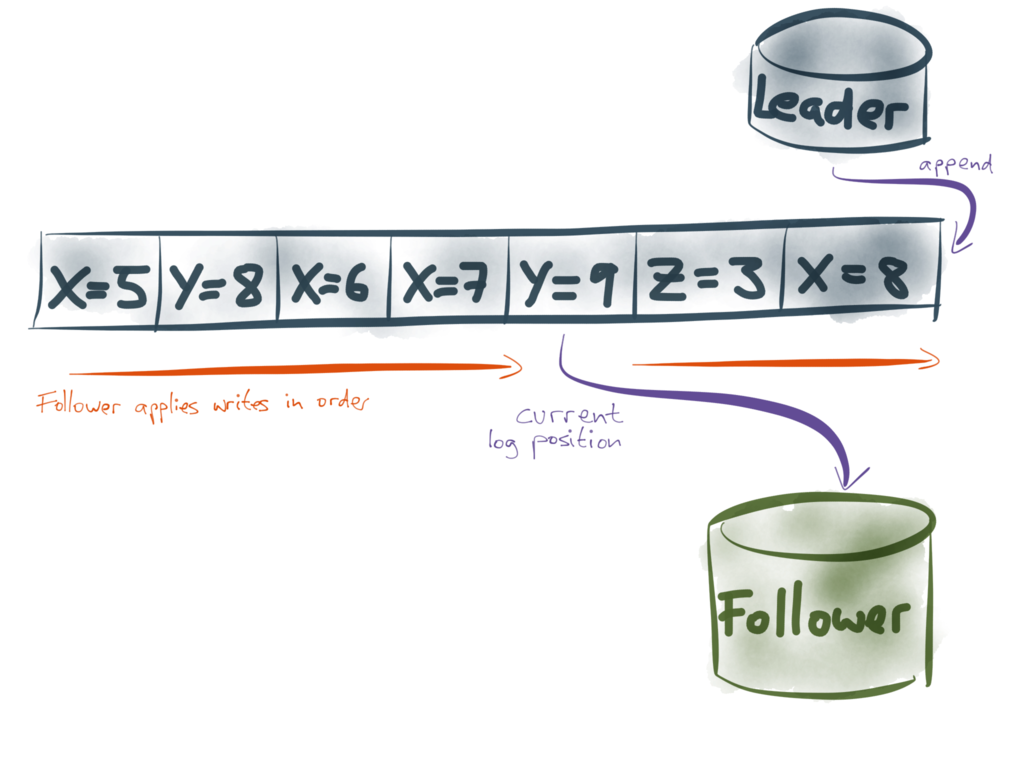 Leader
append
X=5 Y=8 X=6 X=7 Y=9 Z=3 X=8
Follower applies writes in order
current
log position
Follower